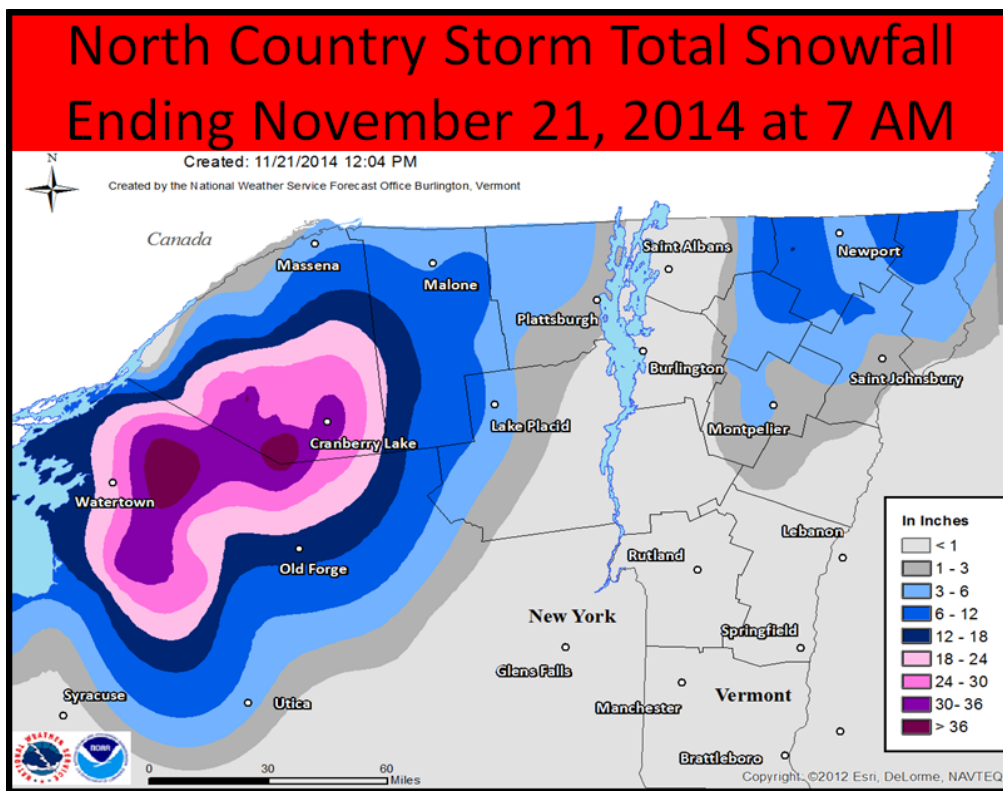 North Country Storm Total Snowfall
Ending November 21, 2014 at 7 AM
N
Created: 11/21/2014 12:04 PM
Created by the National Weather Service Forecast Office Burlington, Vermont
Canada
Massena
Malone
Saint Albans
Newport
Plattsburgh
Burlington
Saint Johnsbury
Lake Placid
Montpelier
Cranberry Lake
Watertown
Old Forge
Rutland
Lebanon
New York
Springfield
Glens Falls
Syracuse
Utica
Manchester
Vermont
Brattleboro
In Inches
< 1
1 - 3
3 - 6
6 - 12
12 - 18
18 - 24
24 - 30
30- 36
> 36
NATIONAL WEATHER SERVICE
NOAA
0 30 60
Miles
Copyright: ©2012 Esri, DeLorme, NAVTEQ